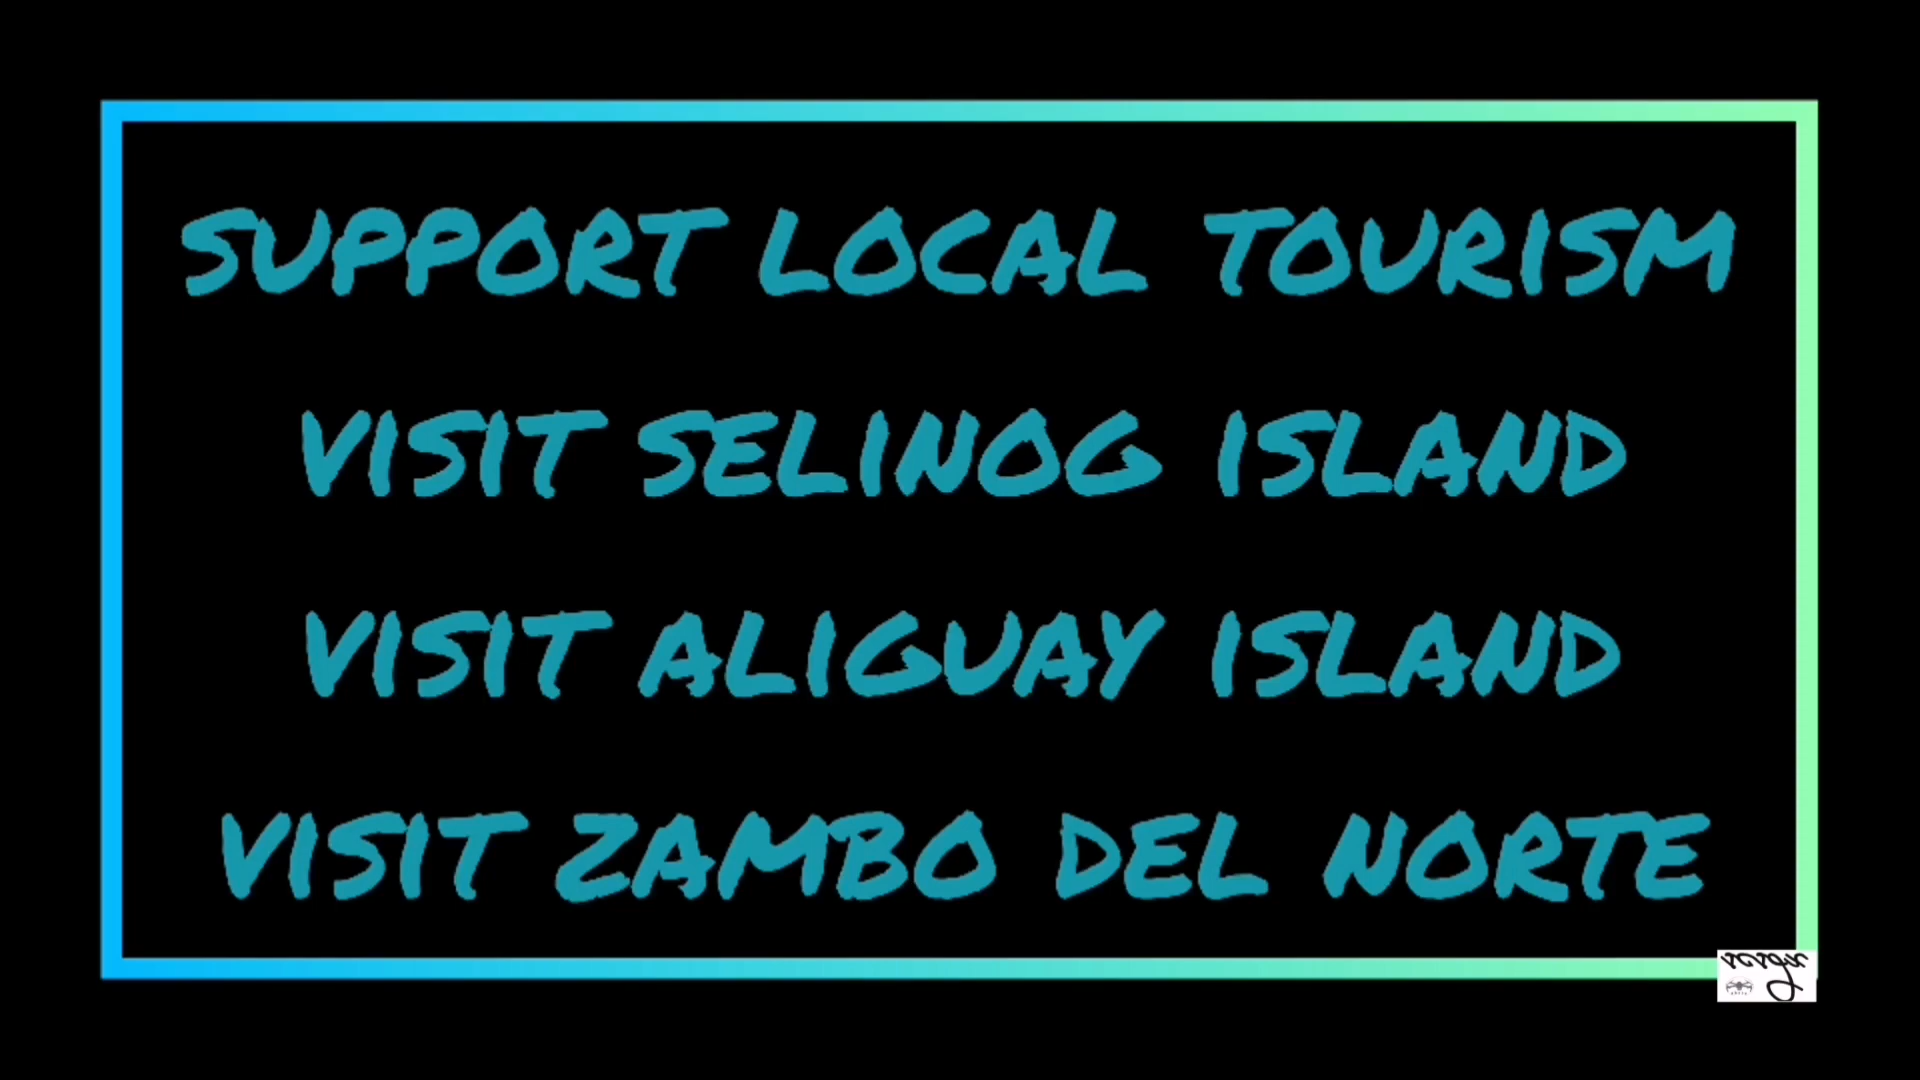 SUPPORT LOCAL TOURISM
VISIT SELINOG ISLAND
VISIT ALIGUAY ISLAND
VISIT ZAMBO DEL NORTE